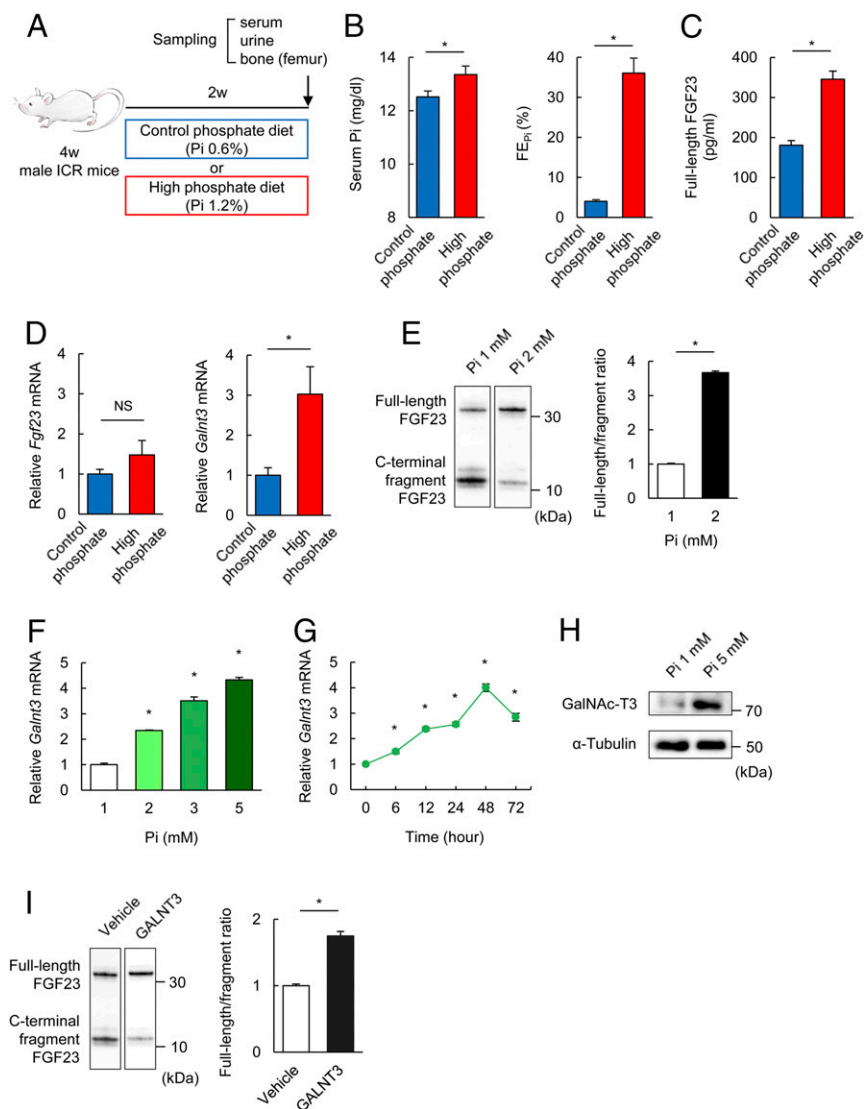 A
Sampling
serum
urine
bone (femur)
2w
4w
male ICR mice
Control phosphate diet
(Pi 0.6%)
or
High phosphate diet
(Pi 1.2%)
B
Serum Pi (mg/dl)
14
12
10
8
*
Control
High
phosphate
phosphate
FE Pi (%)
40
30
20
10
0
*
Control
High
phosphate
phosphate
C
Full-length FGF23
(pg/ml)
400
300
200
100
0
*
Control
High
phosphate
phosphate
D
Relative Fgf23 mRNA
4
3
2
1
0
NS
Control
High
phosphate
phosphate
Relative Galnt3 mRNA
4
3
2
1
0
*
Control
High
phosphate
phosphate
E
Pi 1 mM
Pi 2 mM
Full-length
FGF23
C-terminal
fragment
FGF23
30
10
(kDa)
Full-length/fragment ratio
4
3
2
1
0
*
1 2
Pi (mM)
F
Relative Galnt3 mRNA
5
4
3
2
1
0
* * *
1 2 3 5
Pi (mM)
G
Relative Galnt3 mRNA
5
4
3
2
1
0
* * * * *
0 6 12 24 48 72
Time (hour)
H
Pi 1 mM
Pi 5 mM
GalNAc-T3
70
α-Tubulin
50
(kDa)
I
Vehicle
GALNT3
Full-length
FGF23
C-terminal
fragment
FGF23
30
10
(kDa)
Full-length/fragment ratio
2
1
0
*
Vehicle
GALNT3